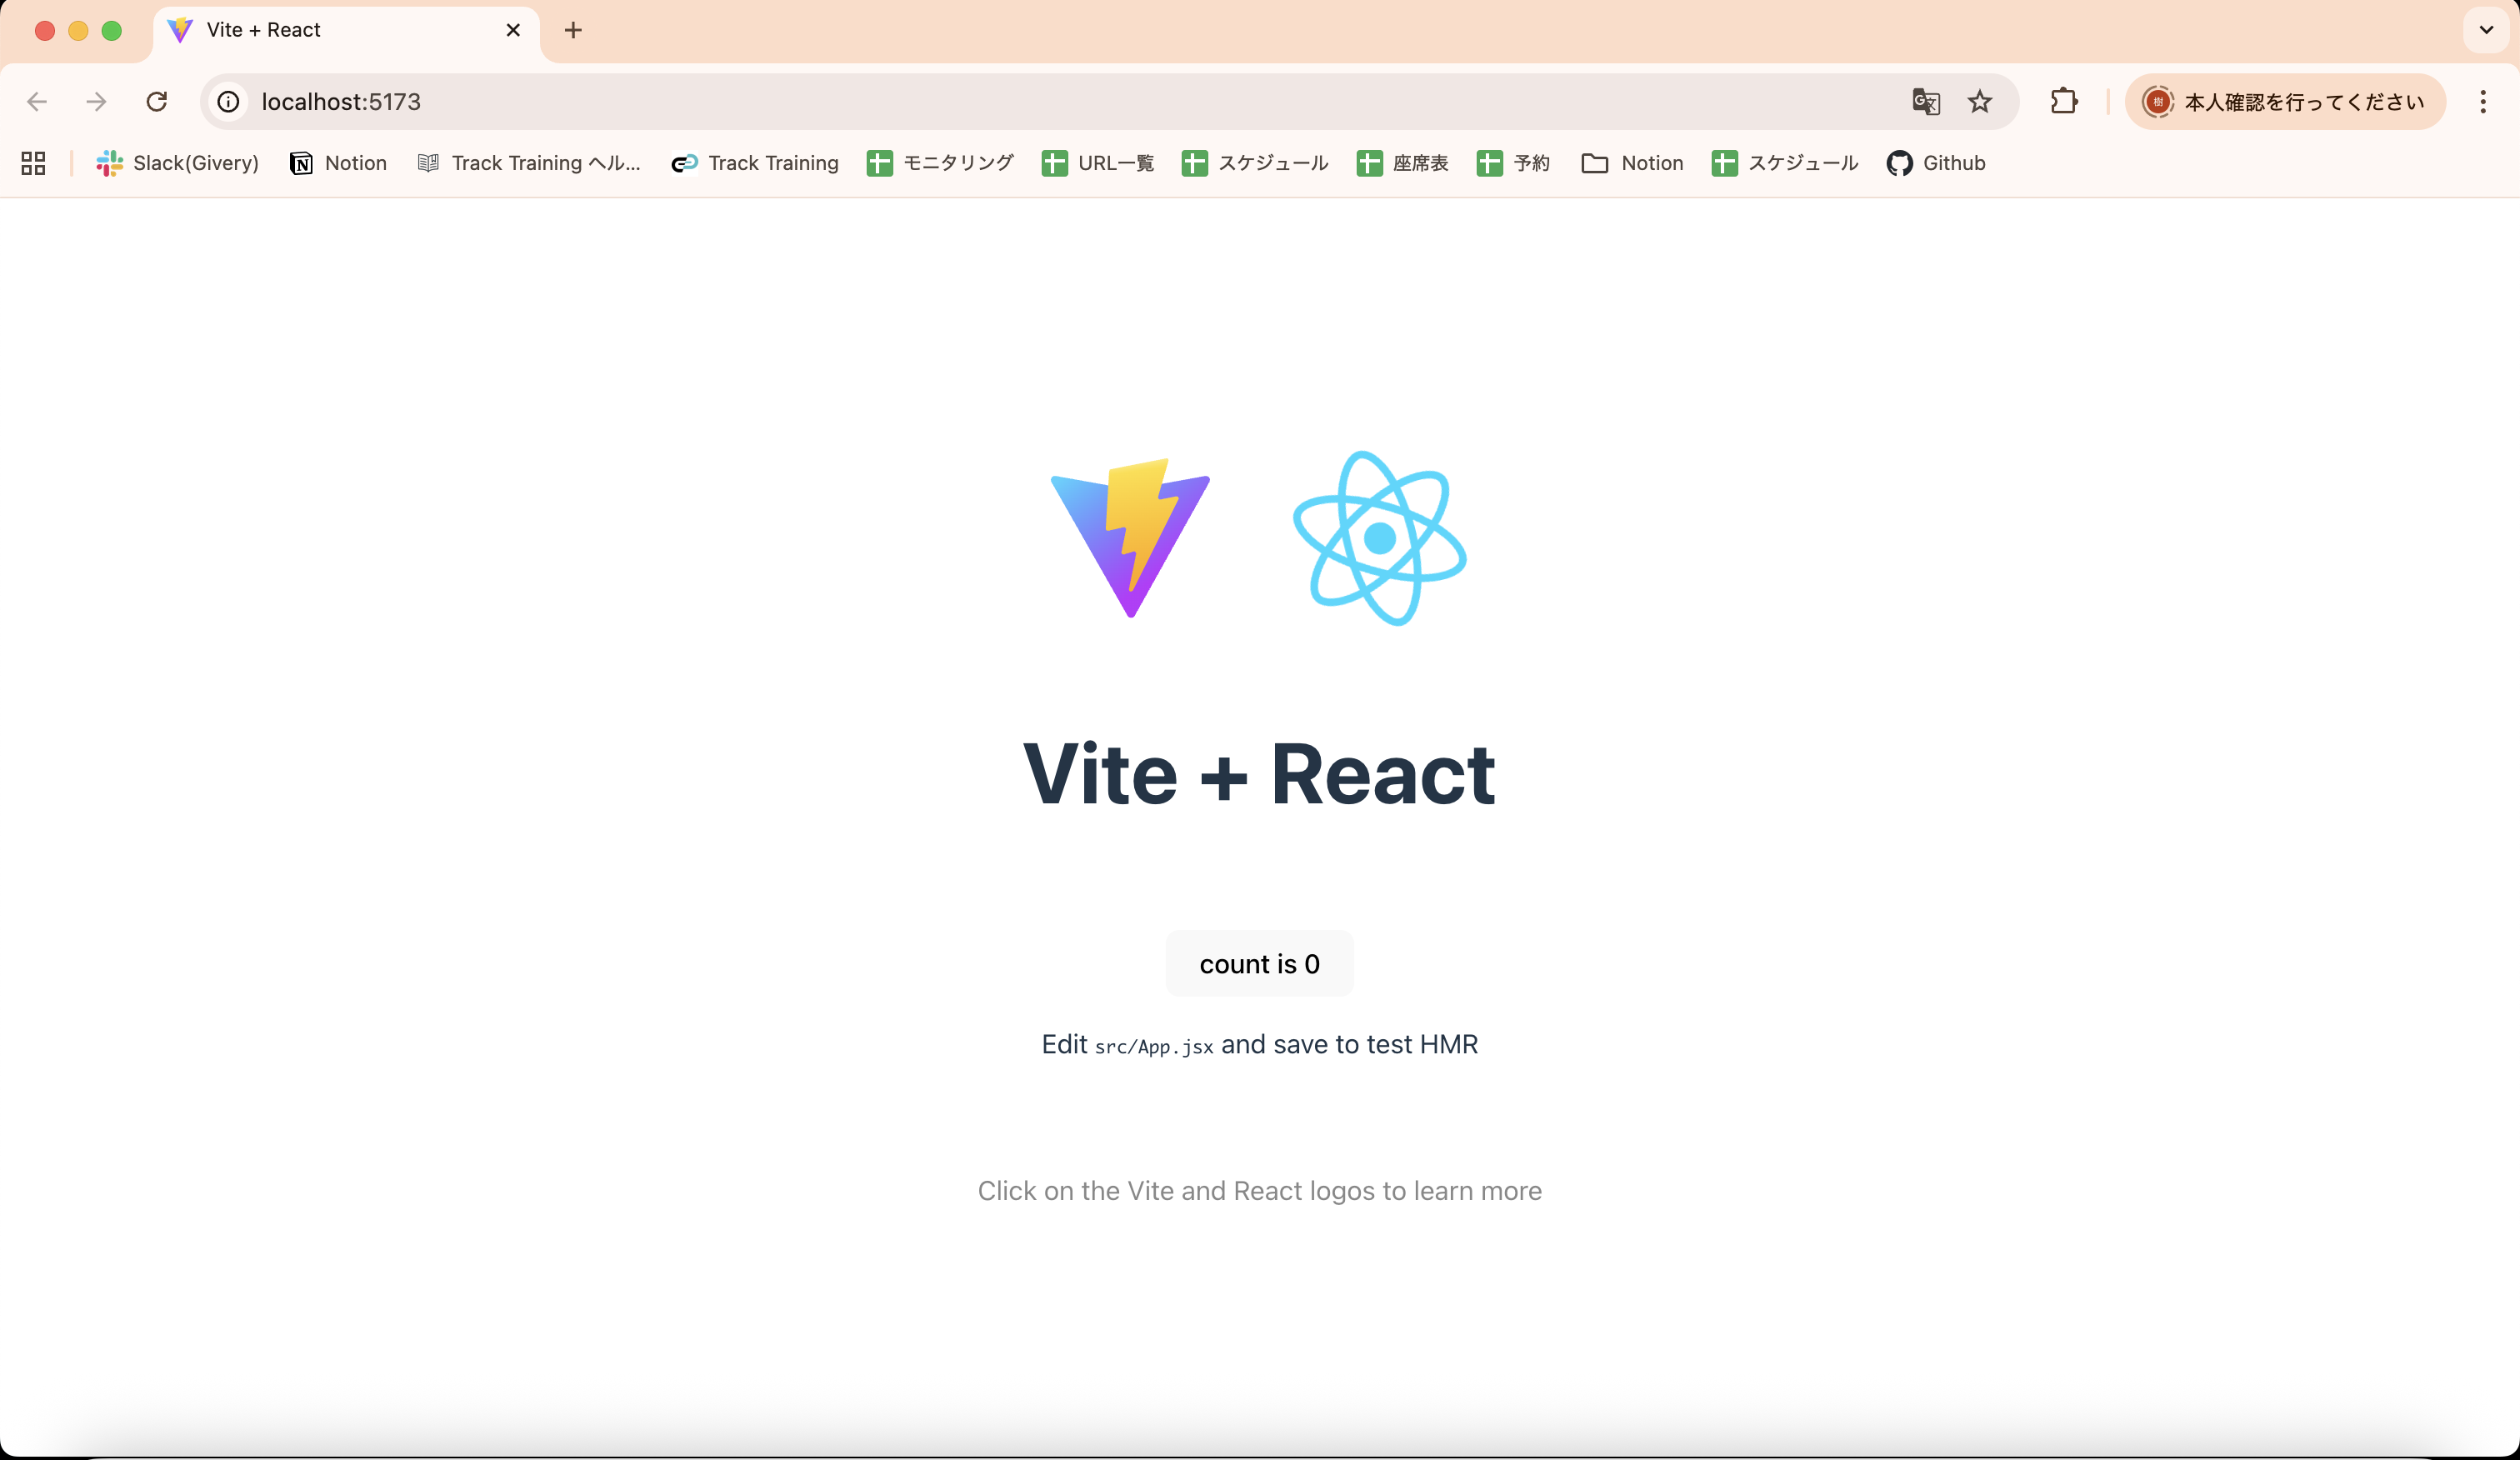 Vite + React
localhost:5173
本人確認を行ってください
Slack(Givery) Notion Track Training ヘル... Track Training モニタリング URL一覧 スケジュール 座席表 予約 Notion スケジュール Github
Vite + React
count is 0
Edit src/App.jsx and save to test HMR
Click on the Vite and React logos to learn more